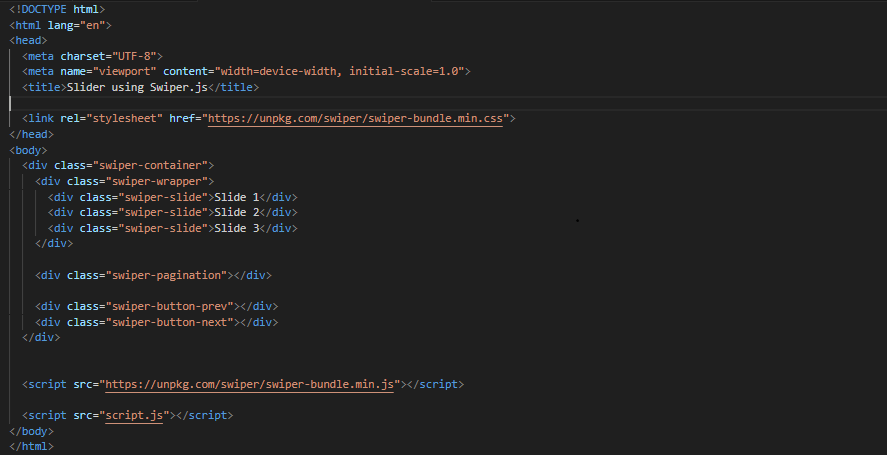 <!DOCTYPE html>
<html lang="en">
<head>
  <meta charset="UTF-8">
  <meta name="viewport" content="width=device-width, initial-scale=1.0">
  <title>Slider using Swiper.js</title>

  <link rel="stylesheet" href="https://unpkg.com/swiper/swiper-bundle.min.css">
</head>
<body>
  <div class="swiper-container">
    <div class="swiper-wrapper">
      <div class="swiper-slide">Slide 1</div>
      <div class="swiper-slide">Slide 2</div>
      <div class="swiper-slide">Slide 3</div>
    </div>

    <div class="swiper-pagination"></div>

    <div class="swiper-button-prev"></div>
    <div class="swiper-button-next"></div>
  </div>


  <script src="https://unpkg.com/swiper/swiper-bundle.min.js"></script>

  <script src="script.js"></script>
</body>
</html>